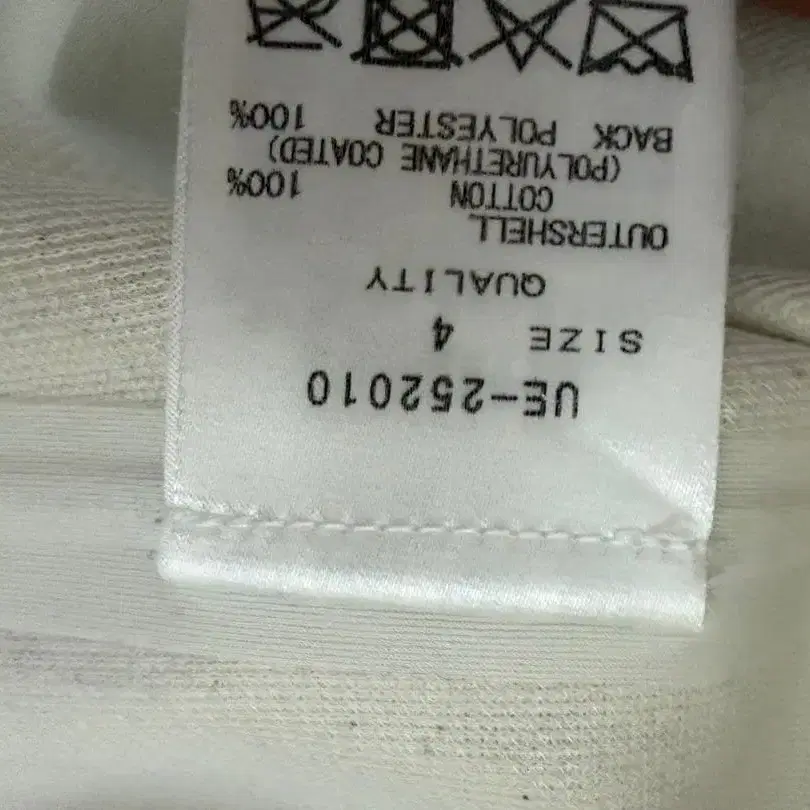 UE-252010
SIZE 4
QUALITY
OUTERSHELL
COTTON 100%
(POLYURETHANE COATED)
BACK POLYESTER 100%